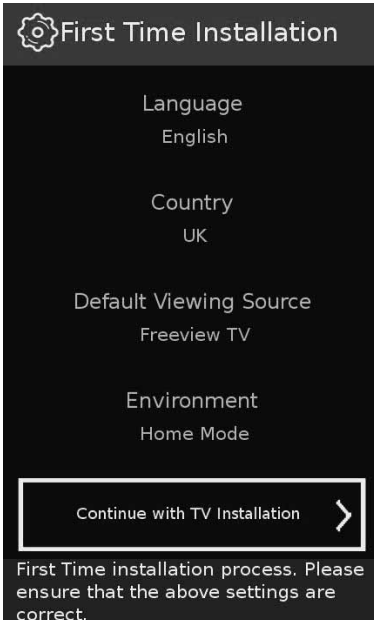 First Time Installation
Language
English
Country
UK
Default Viewing Source
Freeview TV
Environment
Home Mode
Continue with TV Installation
First Time installation process. Please
ensure that the above settings are
correct.